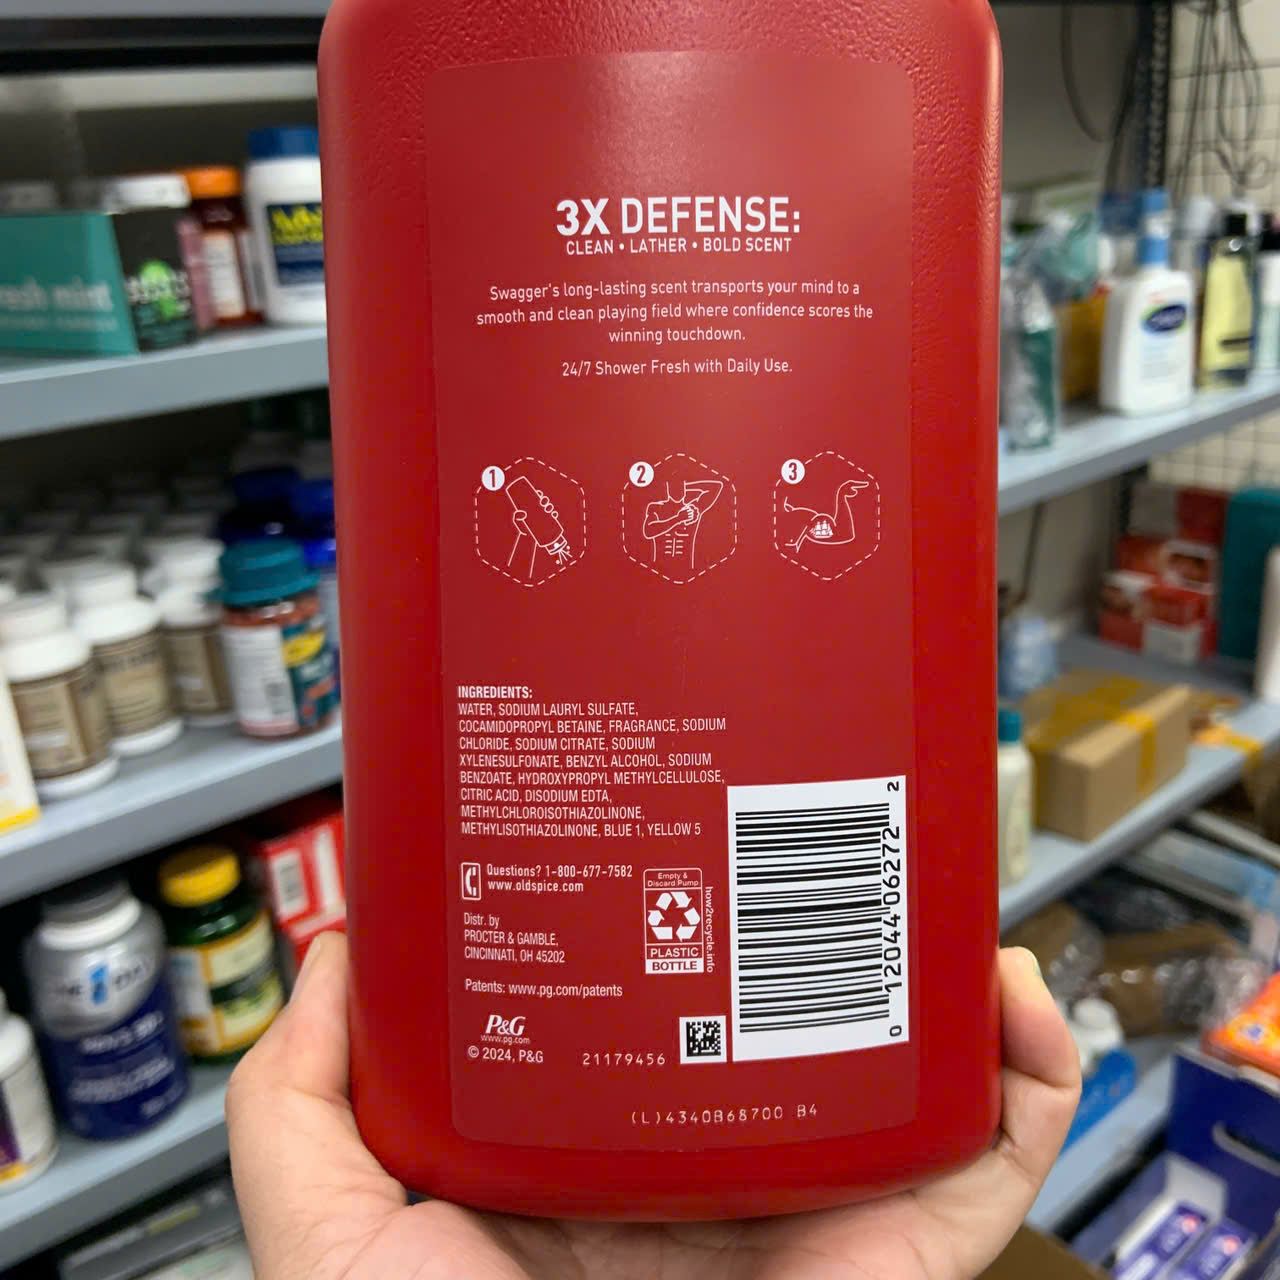 3X DEFENSE:
CLEAN • LATHER • BOLD SCENT
Swagger's long-lasting scent transports your mind to a
smooth and clean playing field where confidence scores the
winning touchdown.
24/7 Shower Fresh with Daily Use.
1
2
3
INGREDIENTS:
WATER, SODIUM LAURYL SULFATE,
COCAMIDOPROPYL BETAINE, FRAGRANCE, SODIUM
CHLORIDE, SODIUM CITRATE, SODIUM
XYLENESULFONATE, BENZYL ALCOHOL, SODIUM
BENZOATE, HYDROXYPROPYL METHYLCELLULOSE,
CITRIC ACID, DISODIUM EDTA,
METHYLCHLOROISOTHIAZOLINONE,
METHYLISOTHIAZOLINONE, BLUE 1, YELLOW 5
Questions? 1-800-677-7582
www.oldspice.com
Distr. by
PROCTER & GAMBLE,
CINCINNATI, OH 45202
Patents: www.pg.com/patents
Empty &
Discard Pump
PLASTIC
BOTTLE
how2recycle.info
P&G
www.pg.com
© 2024, P&G
21179456
0 12044 06272 2
(L)4340B68700 B4
fresh mint